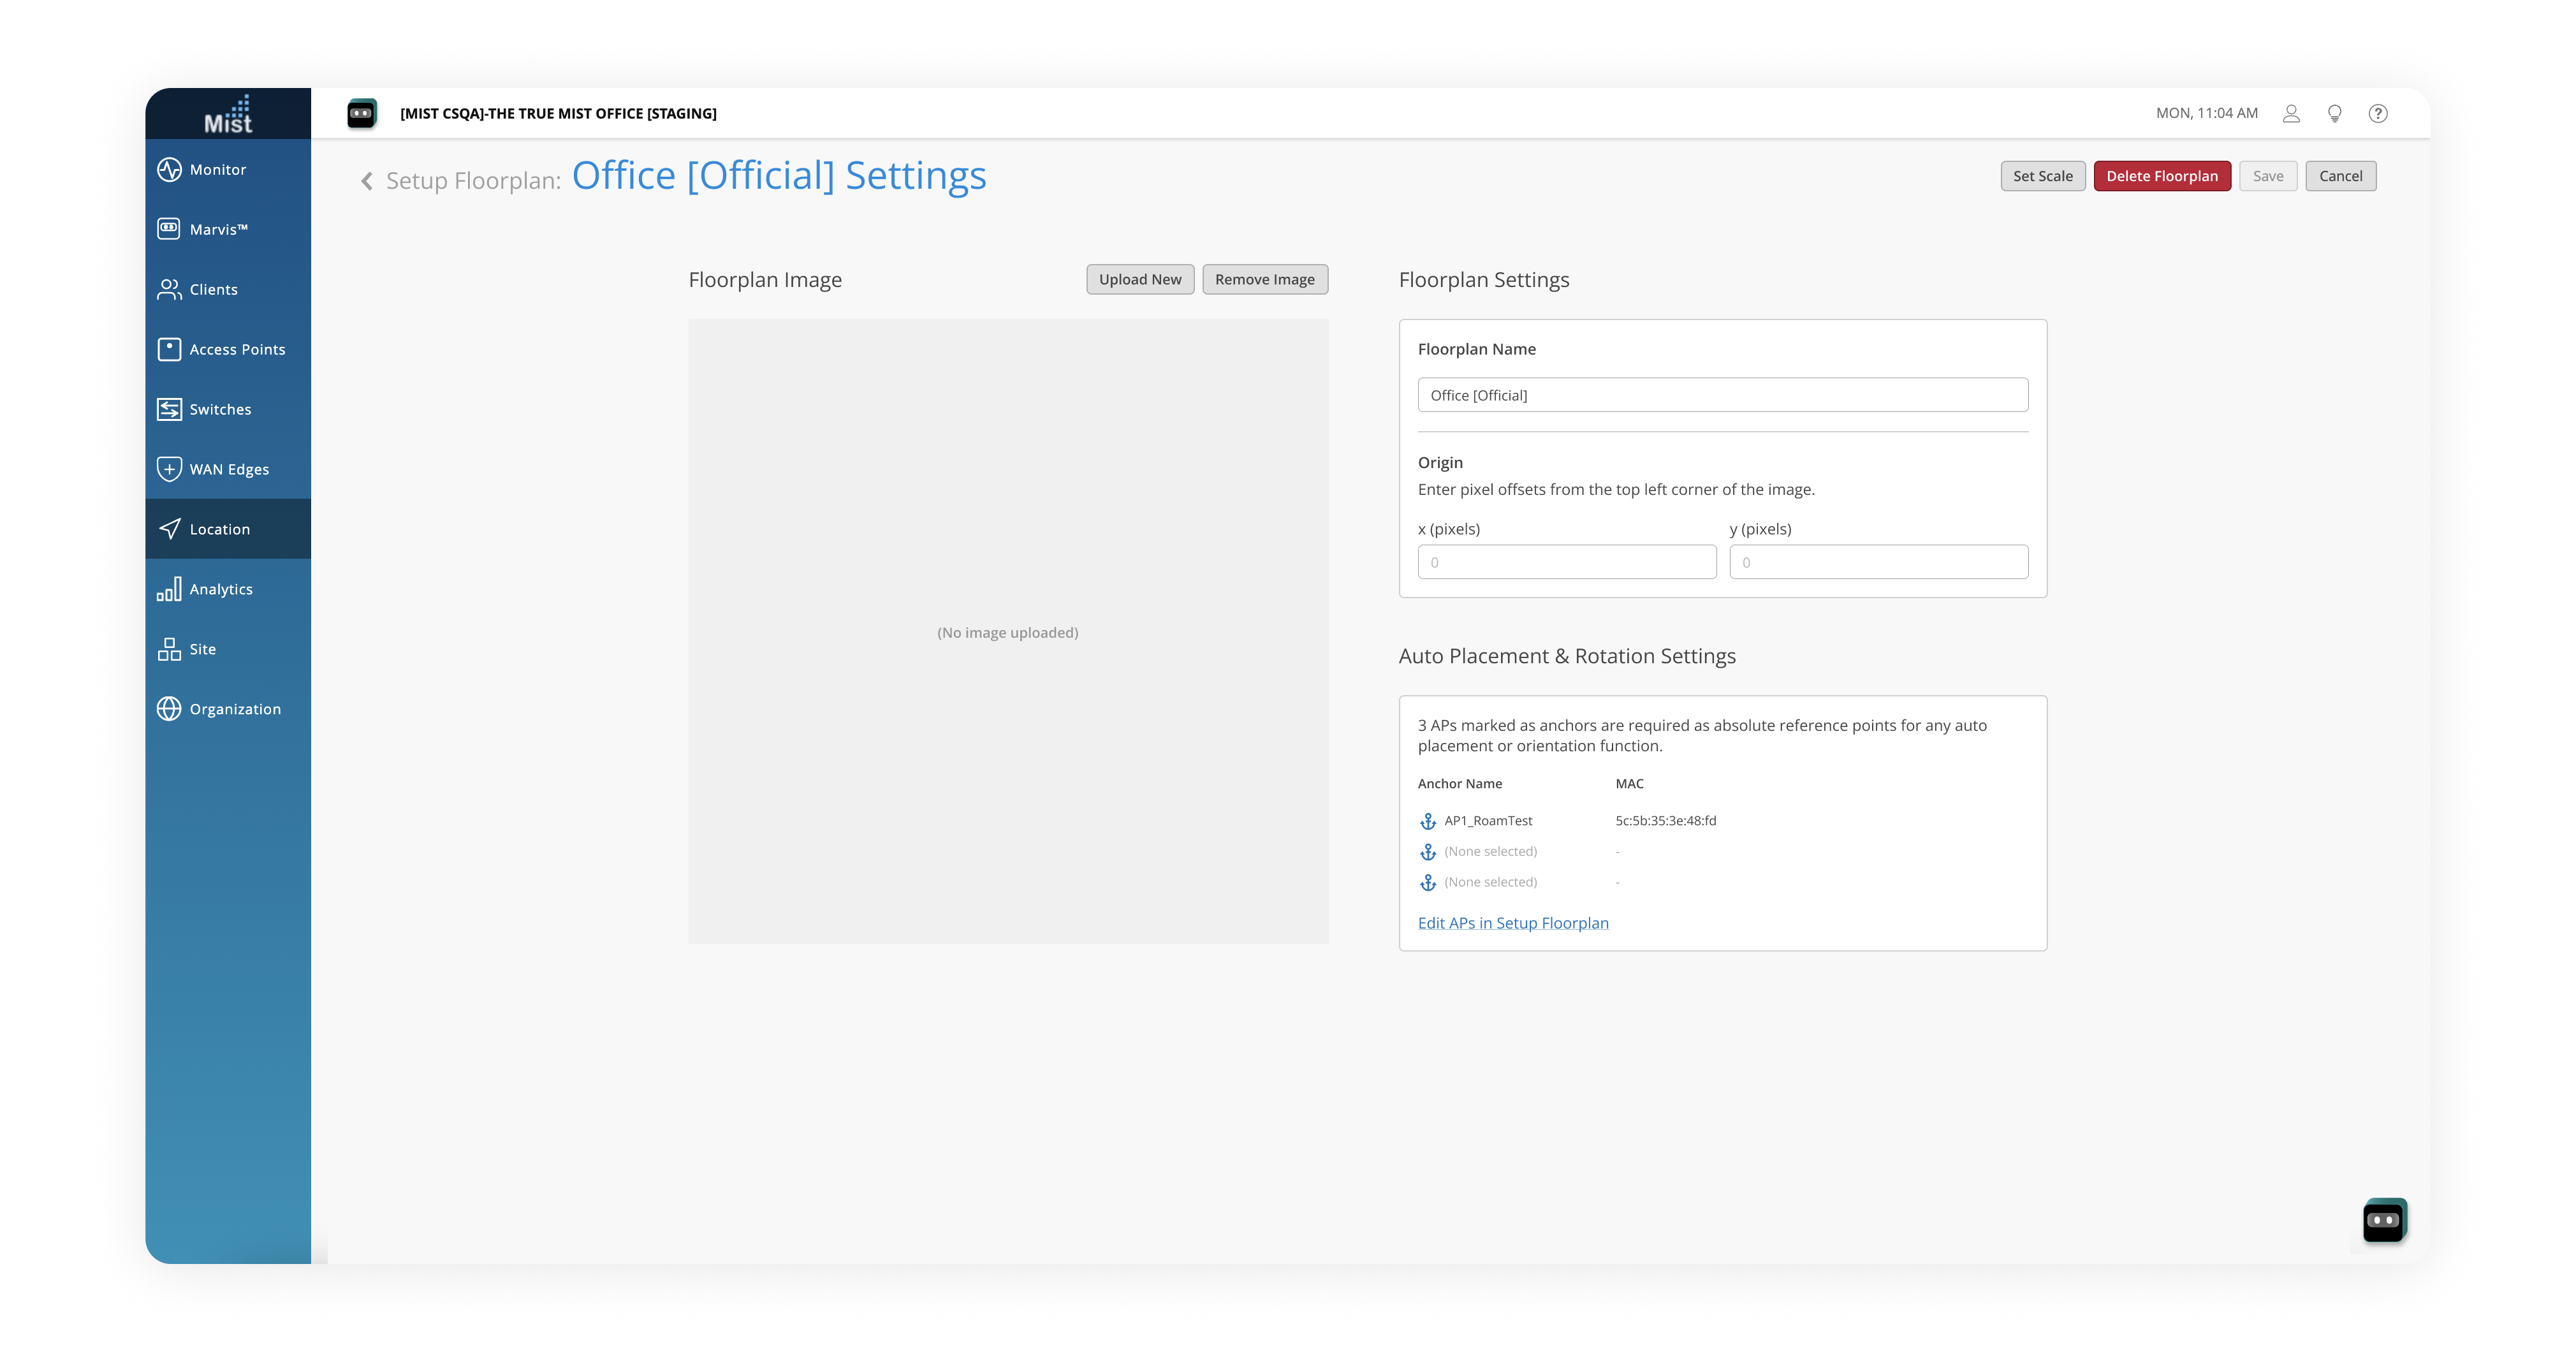 Mist
[MIST CSQA]-THE TRUE MIST OFFICE [STAGING]
MON, 11:04 AM
Monitor
Marvis™
Clients
Access Points
Switches
WAN Edges
Location
Analytics
Site
Organization
Setup Floorplan: Office [Official] Settings
Set Scale
Delete Floorplan
Save
Cancel
Floorplan Image
Upload New
Remove Image
(No image uploaded)
Floorplan Settings
Floorplan Name
Office [Official]
Origin
Enter pixel offsets from the top left corner of the image.
x (pixels) y (pixels)
0 0
Auto Placement & Rotation Settings
3 APs marked as anchors are required as absolute reference points for any auto
placement or orientation function.
Anchor Name MAC
AP1_RoamTest 5c:5b:35:3e:48:fd
(None selected) -
(None selected) -
Edit APs in Setup Floorplan